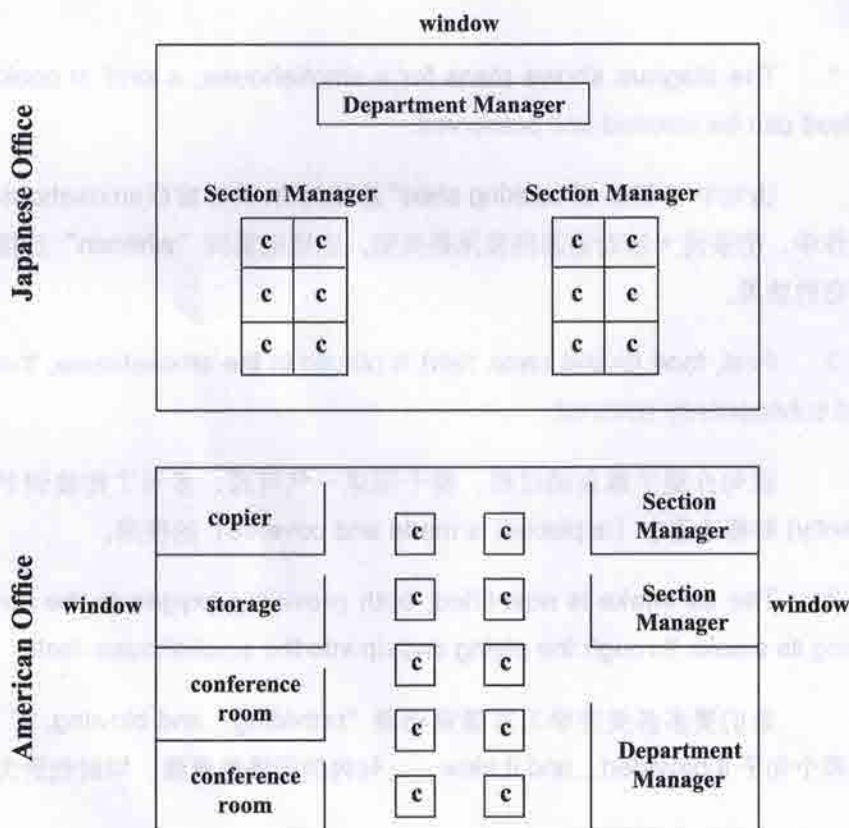 window
Japanese Office
Department Manager
Section Manager
Section Manager
c c
c c
c c
c c
c c
c c
American Office
window
window
copier
storage
conference
room
conference
room
c c
c c
c c
c c
c c
Section
Manager
Section
Manager
Department
Manager